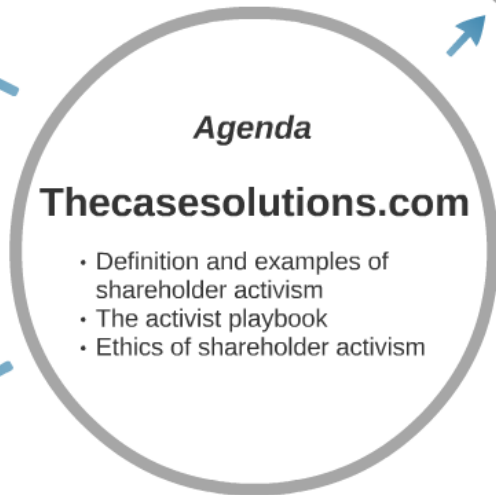 Agenda
Thecasesolutions.com
• Definition and examples of
shareholder activism
• The activist playbook
• Ethics of shareholder activism